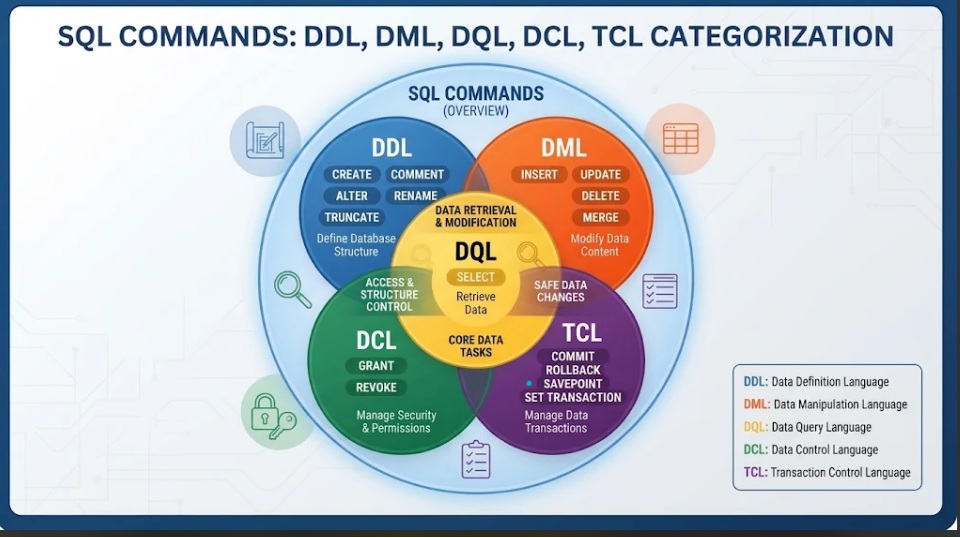 SQL COMMANDS: DDL, DML, DQL, DCL, TCL CATEGORIZATION
SQL COMMANDS
(OVERVIEW)
DDL
CREATE COMMENT
ALTER RENAME
TRUNCATE
Define Database
Structure
DML
INSERT UPDATE
DELETE
MERGE
Modify Data
Content
DATA RETRIEVAL
& MODIFICATION
DQL
SELECT
Retrieve
Data
ACCESS &
STRUCTURE
CONTROL
SAFE DATA
CHANGES
CORE DATA
TASKS
DCL
GRANT
REVOKE
Manage Security
& Permissions
TCL
COMMIT
ROLLBACK
SAVEPOINT
SET TRANSACTION
Manage Data
Transactions
DDL: Data Definition Language
DML: Data Manipulation Language
DQL: Data Query Language
DCL: Data Control Language
TCL: Transaction Control Language